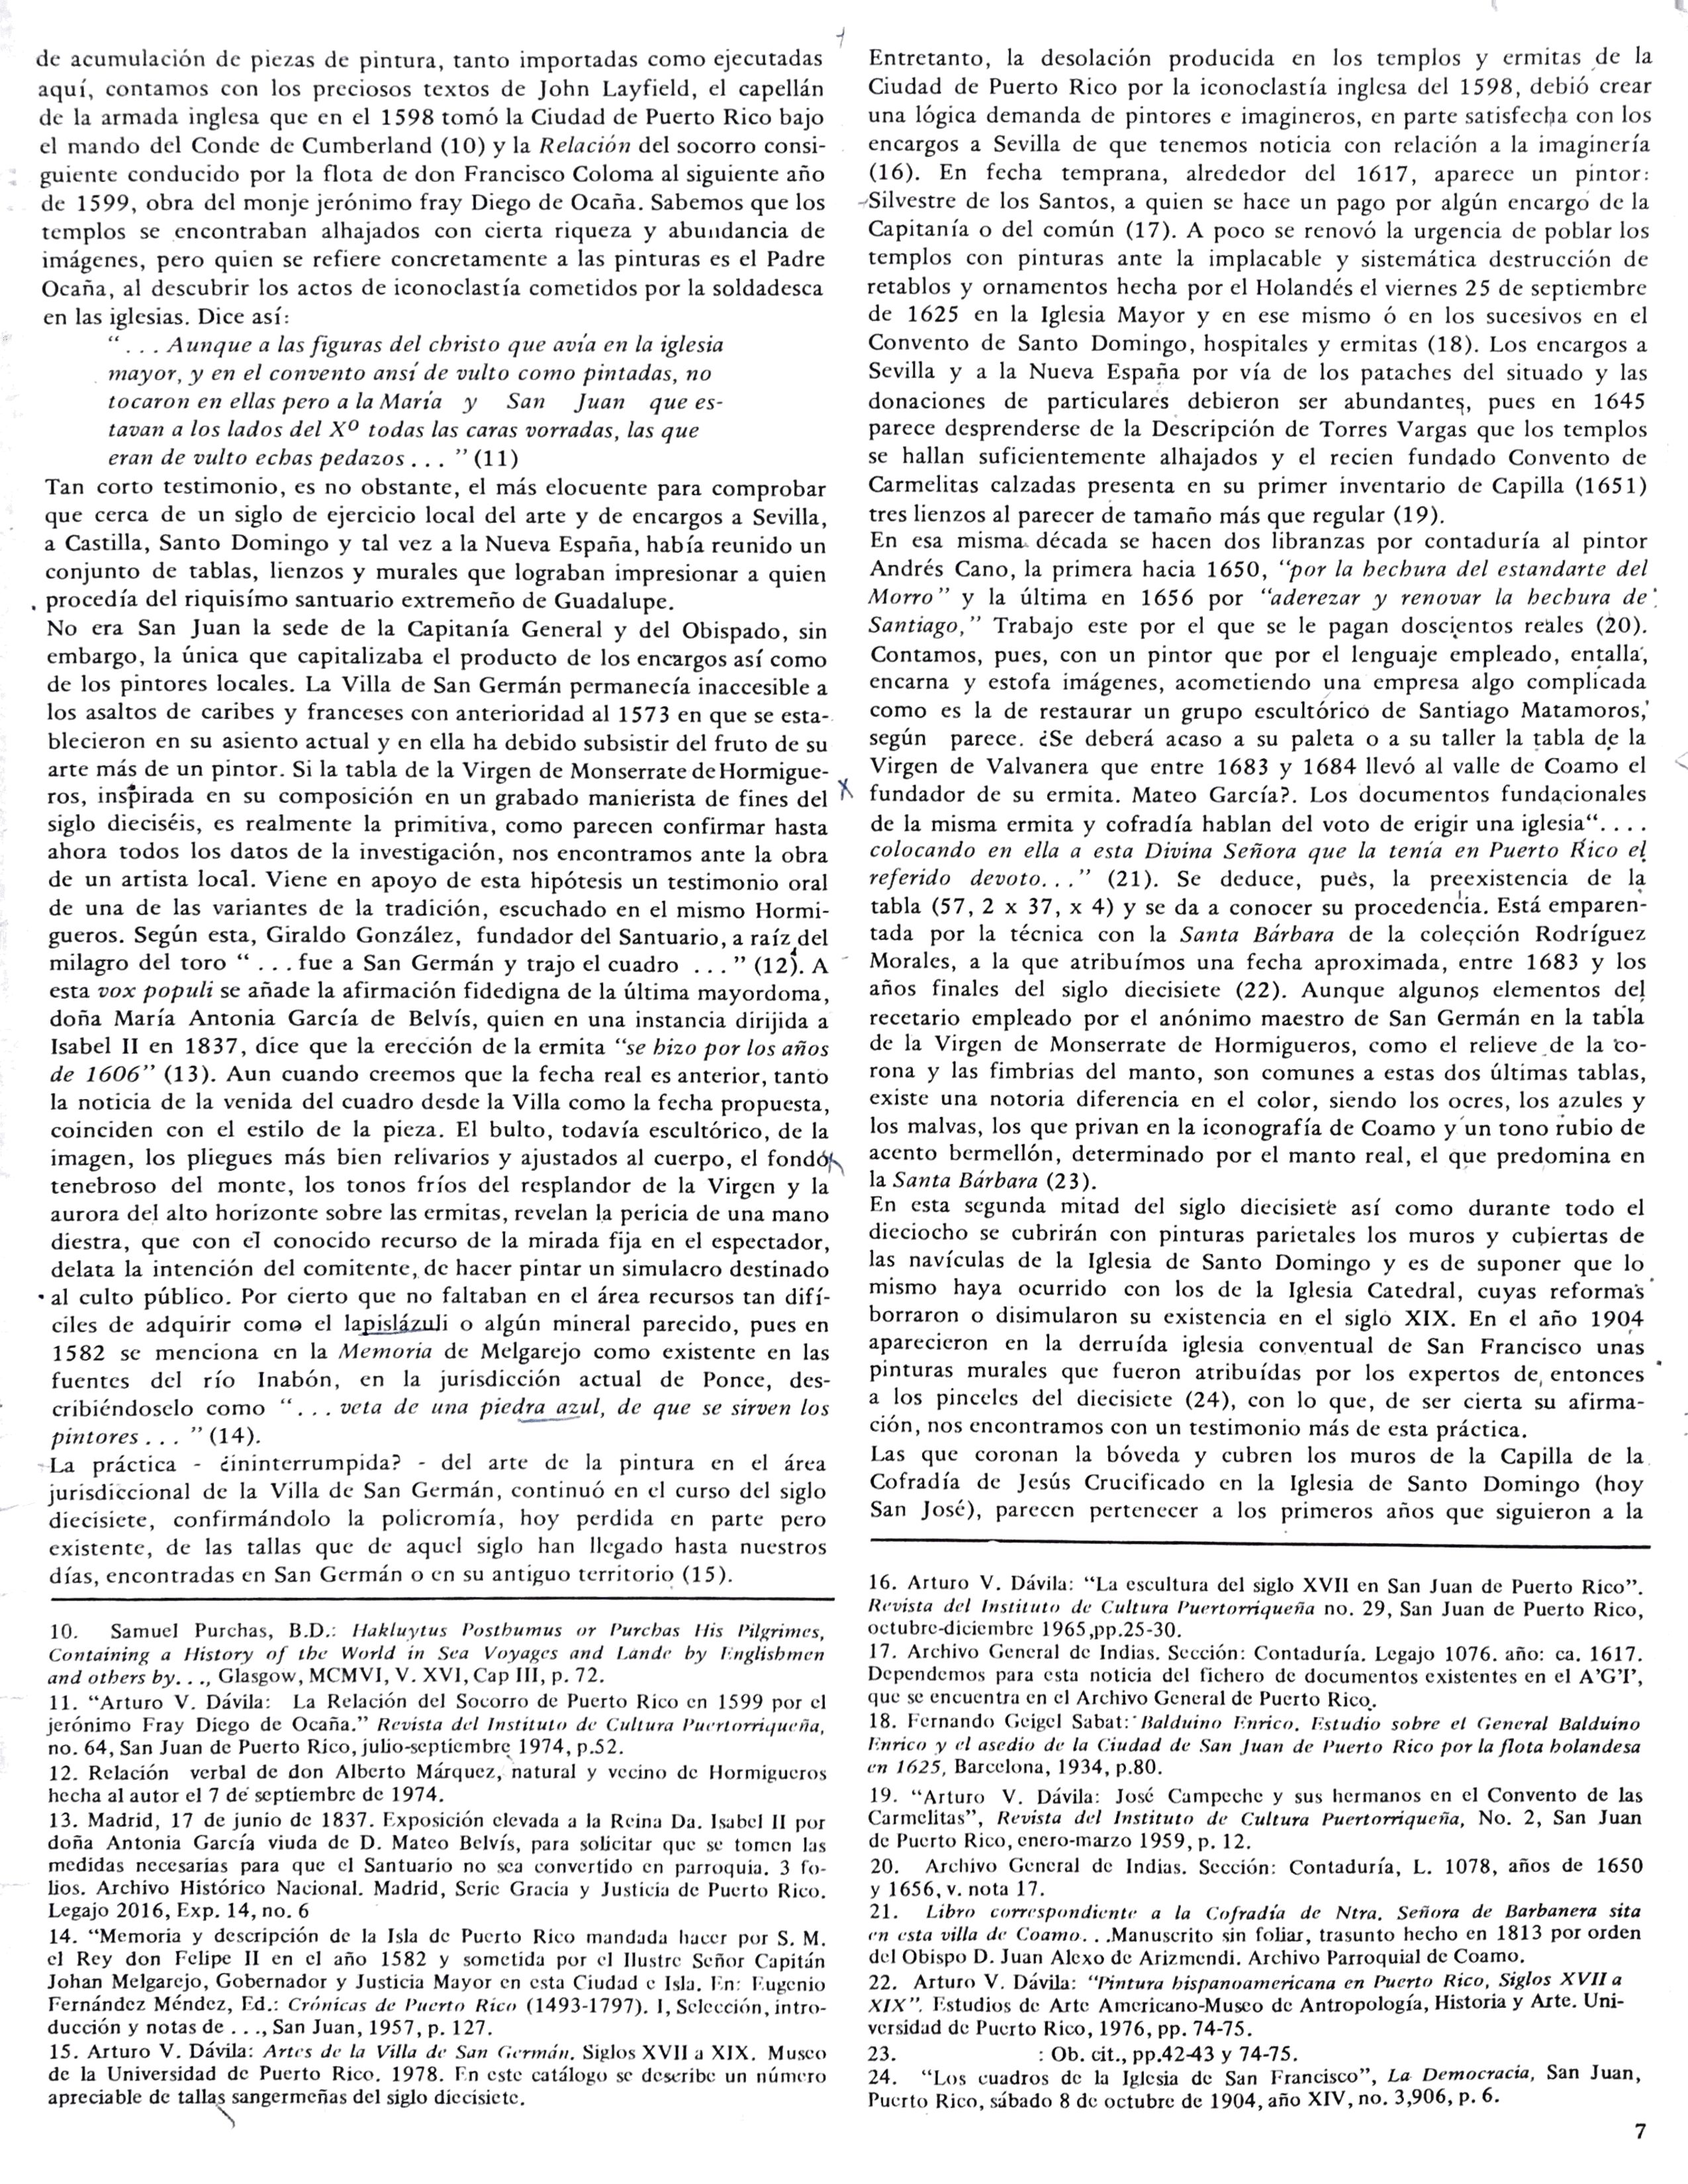 de acumulación de piezas de pintura, tanto importadas como ejecutadas
aquí, contamos con los preciosos textos de John Layfield, el capellán
de la armada inglesa que en el 1598 tomó la Ciudad de Puerto Rico bajo
el mando del Conde de Cumberland (10) y la Relación del socorro consi-
guiente conducido por la flota de don Francisco Coloma al siguiente año
de 1599, obra del monje jerónimo fray Diego de Ocaña. Sabemos que los
templos se encontraban alhajados con cierta riqueza y abundancia de
imágenes, pero quien se refiere concretamente a las pinturas es el Padre
Ocaña, al descubrir los actos de iconoclastía cometidos por la soldadesca
en las iglesias. Dice así:
“. . . Aunque a las figuras del christo que avía en la iglesia
mayor, y en el convento ansí de vulto como pintadas, no
tocaron en ellas pero a la María y San Juan que es-
tavan a los lados del Xº todas las caras vorradas, las que
eran de vulto echas pedazos . . . ” (11)
Tan corto testimonio, es no obstante, el más elocuente para comprobar
que cerca de un siglo de ejercicio local del arte y de encargos a Sevilla,
a Castilla, Santo Domingo y tal vez a la Nueva España, había reunido un
conjunto de tablas, lienzos y murales que lograban impresionar a quien
procedía del riquisímo santuario extremeño de Guadalupe.
No era San Juan la sede de la Capitanía General y del Obispado, sin
embargo, la única que capitalizaba el producto de los encargos así como
de los pintores locales. La Villa de San Germán permanecía inaccesible a
los asaltos de caribes y franceses con anterioridad al 1573 en que se esta-
blecieron en su asiento actual y en ella ha debido subsistir del fruto de su
arte más de un pintor. Si la tabla de la Virgen de Monserrate de Hormigue-
ros, inspirada en su composición en un grabado manierista de fines del
siglo dieciséis, es realmente la primitiva, como parecen confirmar hasta
ahora todos los datos de la investigación, nos encontramos ante la obra
de un artista local. Viene en apoyo de esta hipótesis un testimonio oral
de una de las variantes de la tradición, escuchado en el mismo Hormi-
gueros. Según esta, Giraldo González, fundador del Santuario, a raíz del
milagro del toro “ . . . fue a San Germán y trajo el cuadro . . . ” (12). A
esta vox populi se añade la afirmación fidedigna de la última mayordoma,
doña María Antonia García de Belvís, quien en una instancia dirijida a
Isabel II en 1837, dice que la erección de la ermita “se hizo por los años
de 1606” (13). Aun cuando creemos que la fecha real es anterior, tanto
la noticia de la venida del cuadro desde la Villa como la fecha propuesta,
coinciden con el estilo de la pieza. El bulto, todavía escultórico, de la
imagen, los pliegues más bien relivarios y ajustados al cuerpo, el fondo
tenebroso del monte, los tonos fríos del resplandor de la Virgen y la
aurora del alto horizonte sobre las ermitas, revelan la pericia de una mano
diestra, que con el conocido recurso de la mirada fija en el espectador,
delata la intención del comitente, de hacer pintar un simulacro destinado
al culto público. Por cierto que no faltaban en el área recursos tan difí-
ciles de adquirir como el lapislázuli o algún mineral parecido, pues en
1582 se menciona en la Memoria de Melgarejo como existente en las
fuentes del río Inabón, en la jurisdicción actual de Ponce, des-
cribiéndoselo como “. . . veta de una piedra azul, de que se sirven los
pintores . . . ” (14).
La práctica - ¿ininterrumpida? - del arte de la pintura en el área
jurisdiccional de la Villa de San Germán, continuó en el curso del siglo
diecisiete, confirmándolo la policromía, hoy perdida en parte pero
existente, de las tallas que de aquel siglo han llegado hasta nuestros
días, encontradas en San Germán o en su antiguo territorio (15).
10. Samuel Purchas, B.D.: Hakluytus Posthumus or Purchas His Pilgrimes,
Containing a History of the World in Sea Voyages and Lande by Englishmen
and others by. . ., Glasgow, MCMVI, V. XVI, Cap III, p. 72.
11. “Arturo V. Dávila: La Relación del Socorro de Puerto Rico en 1599 por el
jerónimo Fray Diego de Ocaña.” Revista del Instituto de Cultura Puertorriqueña,
no. 64, San Juan de Puerto Rico, julio-septiembre 1974, p.52.
12. Relación verbal de don Alberto Márquez, natural y vecino de Hormigueros
hecha al autor el 7 de septiembre de 1974.
13. Madrid, 17 de junio de 1837. Exposición elevada a la Reina Da. Isabel II por
doña Antonia García viuda de D. Mateo Belvís, para solicitar que se tomen las
medidas necesarias para que el Santuario no sea convertido en parroquia. 3 fo-
lios. Archivo Histórico Nacional. Madrid, Serie Gracia y Justicia de Puerto Rico.
Legajo 2016, Exp. 14, no. 6
14. “Memoria y descripción de la Isla de Puerto Rico mandada hacer por S. M.
el Rey don Felipe II en el año 1582 y sometida por el Ilustre Señor Capitán
Johan Melgarejo, Gobernador y Justicia Mayor en esta Ciudad e Isla. En: Eugenio
Fernández Méndez, Ed.: Crónicas de Puerto Rico (1493-1797). I, Selección, intro-
ducción y notas de . . ., San Juan, 1957, p. 127.
15. Arturo V. Dávila: Artes de la Villa de San Germán. Siglos XVII a XIX. Museo
de la Universidad de Puerto Rico. 1978. En este catálogo se describe un número
apreciable de tallas sangermeñas del siglo diecisiete.
Entretanto, la desolación producida en los templos y ermitas de la
Ciudad de Puerto Rico por la iconoclastía inglesa del 1598, debió crear
una lógica demanda de pintores e imagineros, en parte satisfecha con los
encargos a Sevilla de que tenemos noticia con relación a la imaginería
(16). En fecha temprana, alrededor del 1617, aparece un pintor:
Silvestre de los Santos, a quien se hace un pago por algún encargo de la
Capitanía o del común (17). A poco se renovó la urgencia de poblar los
templos con pinturas ante la implacable y sistemática destrucción de
retablos y ornamentos hecha por el Holandés el viernes 25 de septiembre
de 1625 en la Iglesia Mayor y en ese mismo ó en los sucesivos en el
Convento de Santo Domingo, hospitales y ermitas (18). Los encargos a
Sevilla y a la Nueva España por vía de los pataches del situado y las
donaciones de particulares debieron ser abundantes, pues en 1645
parece desprenderse de la Descripción de Torres Vargas que los templos
se hallan suficientemente alhajados y el recien fundado Convento de
Carmelitas calzadas presenta en su primer inventario de Capilla (1651)
tres lienzos al parecer de tamaño más que regular (19).
En esa misma década se hacen dos libranzas por contaduría al pintor
Andrés Cano, la primera hacia 1650, “por la hechura del estandarte del
Morro” y la última en 1656 por “aderezar y renovar la hechura de
Santiago,” Trabajo este por el que se le pagan doscientos reales (20).
Contamos, pues, con un pintor que por el lenguaje empleado, entalla,
encarna y estofa imágenes, acometiendo una empresa algo complicada
como es la de restaurar un grupo escultórico de Santiago Matamoros,
según parece. ¿Se deberá acaso a su paleta o a su taller la tabla de la
Virgen de Valvanera que entre 1683 y 1684 llevó al valle de Coamo el
fundador de su ermita. Mateo García?. Los documentos fundacionales
de la misma ermita y cofradía hablan del voto de erigir una iglesia“. . . .
colocando en ella a esta Divina Señora que la tenía en Puerto Rico el
referido devoto. . .” (21). Se deduce, pues, la preexistencia de la
tabla (57, 2 x 37, x 4) y se da a conocer su procedencia. Está emparen-
tada por la técnica con la Santa Bárbara de la colección Rodríguez
Morales, a la que atribuímos una fecha aproximada, entre 1683 y los
años finales del siglo diecisiete (22). Aunque algunos elementos del
recetario empleado por el anónimo maestro de San Germán en la tabla
de la Virgen de Monserrate de Hormigueros, como el relieve de la co-
rona y las fimbrias del manto, son comunes a estas dos últimas tablas,
existe una notoria diferencia en el color, siendo los ocres, los azules y
los malvas, los que privan en la iconografía de Coamo y un tono rubio de
acento bermellón, determinado por el manto real, el que predomina en
la Santa Bárbara (23).
En esta segunda mitad del siglo diecisiete así como durante todo el
dieciocho se cubrirán con pinturas parietales los muros y cubiertas de
las navículas de la Iglesia de Santo Domingo y es de suponer que lo
mismo haya ocurrido con los de la Iglesia Catedral, cuyas reformas
borraron o disimularon su existencia en el siglo XIX. En el año 1904
aparecieron en la derruída iglesia conventual de San Francisco unas
pinturas murales que fueron atribuídas por los expertos de entonces
a los pinceles del diecisiete (24), con lo que, de ser cierta su afirma-
ción, nos encontramos con un testimonio más de esta práctica.
Las que coronan la bóveda y cubren los muros de la Capilla de la
Cofradía de Jesús Crucificado en la Iglesia de Santo Domingo (hoy
San José), parecen pertenecer a los primeros años que siguieron a la
16. Arturo V. Dávila: “La escultura del siglo XVII en San Juan de Puerto Rico”.
Revista del Instituto de Cultura Puertorriqueña no. 29, San Juan de Puerto Rico,
octubre-diciembre 1965,pp.25-30.
17. Archivo General de Indias. Sección: Contaduría. Legajo 1076. año: ca. 1617.
Dependemos para esta noticia del fichero de documentos existentes en el A’G’I’,
que se encuentra en el Archivo General de Puerto Rico.
18. Fernando Geigel Sabat: Balduino Enrico. Estudio sobre el General Balduino
Enrico y el asedio de la Ciudad de San Juan de Puerto Rico por la flota holandesa
en 1625, Barcelona, 1934, p.80.
19. “Arturo V. Dávila: José Campeche y sus hermanos en el Convento de las
Carmelitas”, Revista del Instituto de Cultura Puertorriqueña, No. 2, San Juan
de Puerto Rico, enero-marzo 1959, p. 12.
20. Archivo General de Indias. Sección: Contaduría, L. 1078, años de 1650
y 1656, v. nota 17.
21. Libro correspondiente a la Cofradía de Ntra. Señora de Barbanera sita
en esta villa de Coamo. . .Manuscrito sin foliar, trasunto hecho en 1813 por orden
del Obispo D. Juan Alexo de Arizmendi. Archivo Parroquial de Coamo.
22. Arturo V. Dávila: “Pintura hispanoamericana en Puerto Rico, Siglos XVII a
XIX”. Estudios de Arte Americano-Museo de Antropología, Historia y Arte. Uni-
versidad de Puerto Rico, 1976, pp. 74-75.
23. : Ob. cit., pp.42-43 y 74-75.
24. “Los cuadros de la Iglesia de San Francisco”, La Democracia, San Juan,
Puerto Rico, sábado 8 de octubre de 1904, año XIV, no. 3,906, p. 6.
7